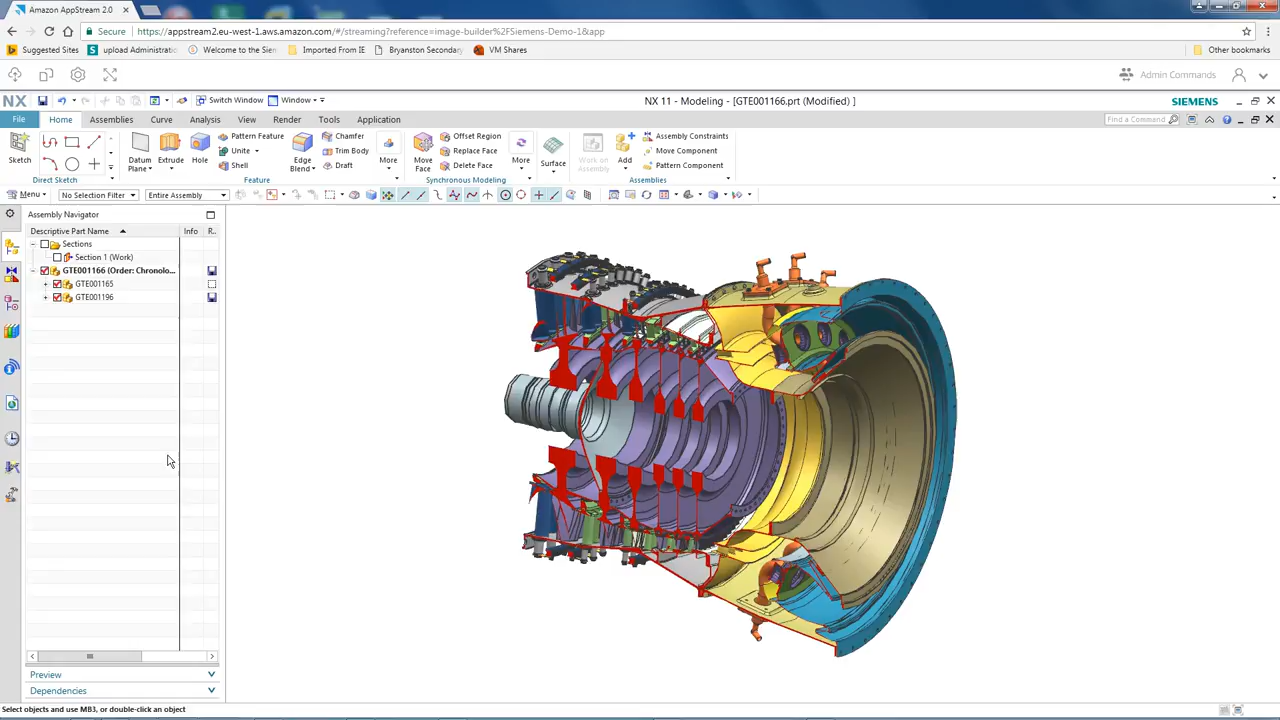 Amazon AppStream 2.0
Secure https://appstream2.eu-west-1.aws.amazon.com/#/streaming?reference=image-builder%2FSiemens-Demo-1&app
Suggested Sites upload Administrati Welcome to the Sien Imported From IE Bryanston Secondary VM Shares Other bookmarks
Admin Commands
NX Switch Window Window NX 11 - Modeling - [GTE001166.prt (Modified) ] SIEMENS
File Home Assemblies Curve Analysis View Render Tools Application Find a Command
Sketch Datum Plane Extrude Hole Pattern Feature Unite Shell Edge Blend Chamfer Trim Body Draft More Move Face Offset Region Replace Face Delete Face More Surface Work on Assembly Add Assembly Constraints Move Component Pattern Component
Direct Sketch Feature Synchronous Modeling Assemblies
Menu No Selection Filter Entire Assembly
Assembly Navigator
Descriptive Part Name Info R..
Sections
Section 1 (Work)
GTE001166 (Order: Chronolo...
GTE001165
GTE001196
Preview
Dependencies
Select objects and use MB3, or double-click an object